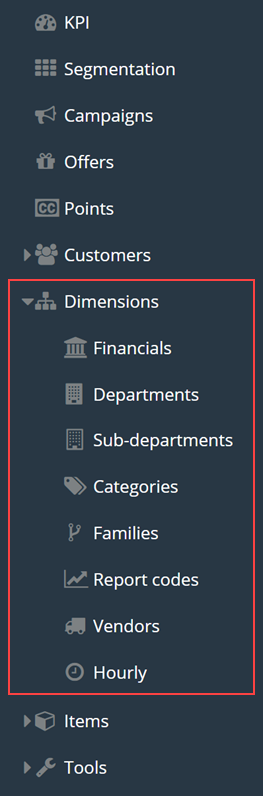 KPI
Segmentation
Campaigns
Offers
CC Points
Customers
Dimensions
Financials
Departments
Sub-departments
Categories
Families
Report codes
Vendors
Hourly
Items
Tools